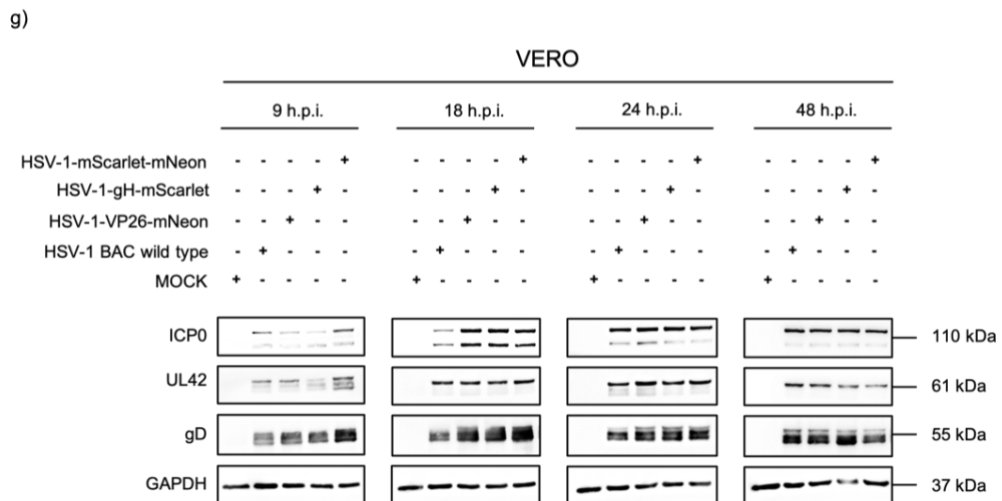 g)
VERO
9 h.p.i. 18 h.p.i. 24 h.p.i. 48 h.p.i.
HSV-1-mScarlet-mNeon - - - - + - - - - + - - - - + - - - - +
HSV-1-gH-mScarlet - - - + - - - - + - - - - + - - - - + -
HSV-1-VP26-mNeon - - + - - - - + - - - - + - - - - + - -
HSV-1 BAC wild type - + - - - - + - - - - + - - - - + - - -
MOCK + - - - - + - - - - + - - - - + - - - -
ICP0 110 kDa
UL42 61 kDa
gD 55 kDa
GAPDH 37 kDa